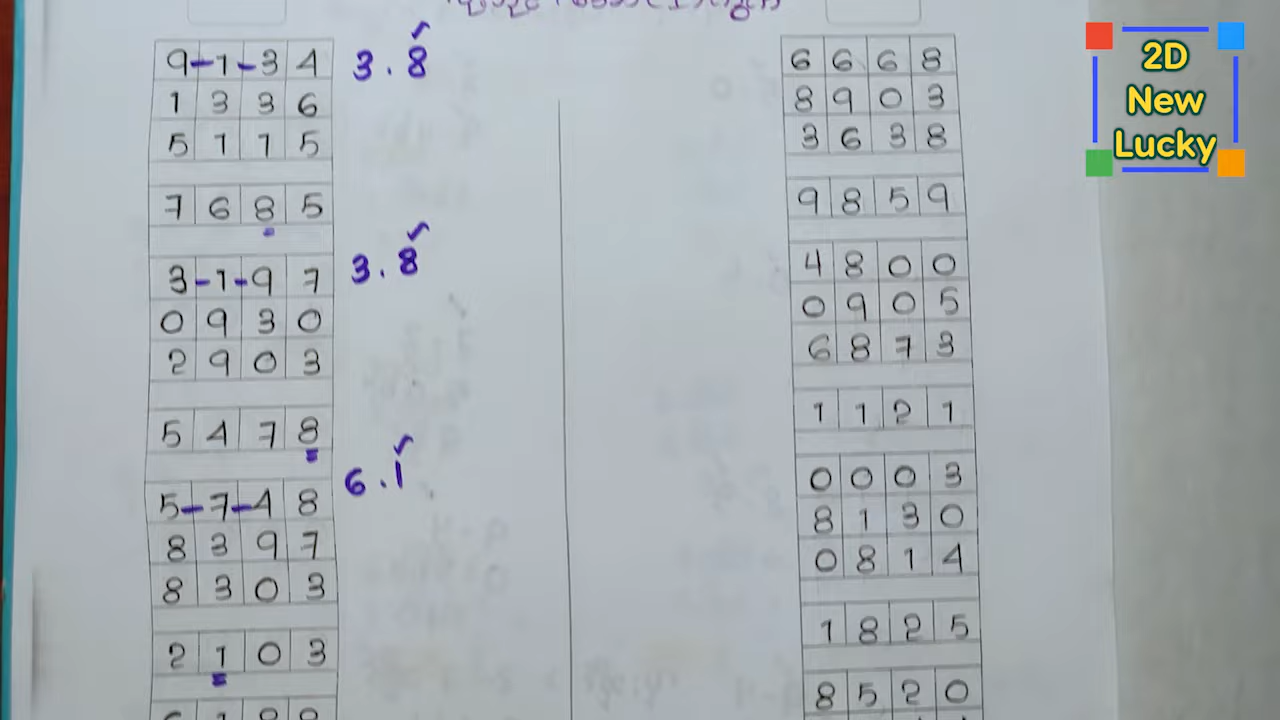 9-1-3 4 3.8
1 3 3 6
5 1 1 5
7 6 8 5
3-1-9 7 3.8
0 9 3 0
2 9 0 3
5 4 7 8
5-7-4 8 6.1
8 3 9 7
8 3 0 3
2 1 0 3
6 6 6 8
8 9 0 3
3 6 3 8
9 8 5 9
4 8 0 0
0 9 0 5
6 8 7 3
1 1 2 1
0 0 0 3
8 1 3 0
0 8 1 4
1 8 2 5
8 5 2 0
2D
New
Lucky